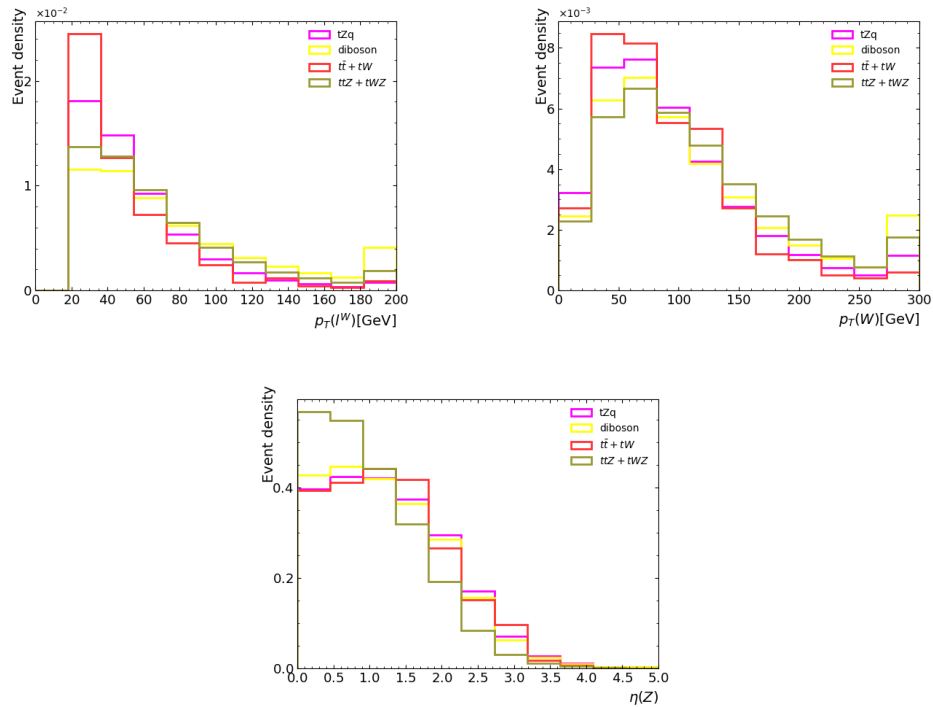 ×10⁻²
Event density
2
1
0
tZq
diboson
tt̄ + tW
ttZ + tWZ
0 20 40 60 80 100 120 140 160 180 200
p_T(l^W)[GeV]
×10⁻³
Event density
8
6
4
2
0
tZq
diboson
tt̄ + tW
ttZ + tWZ
0 50 100 150 200 250 300
p_T(W)[GeV]
Event density
0.4
0.2
0.0
tZq
diboson
tt̄ + tW
ttZ + tWZ
0.0 0.5 1.0 1.5 2.0 2.5 3.0 3.5 4.0 4.5 5.0
η(Z)